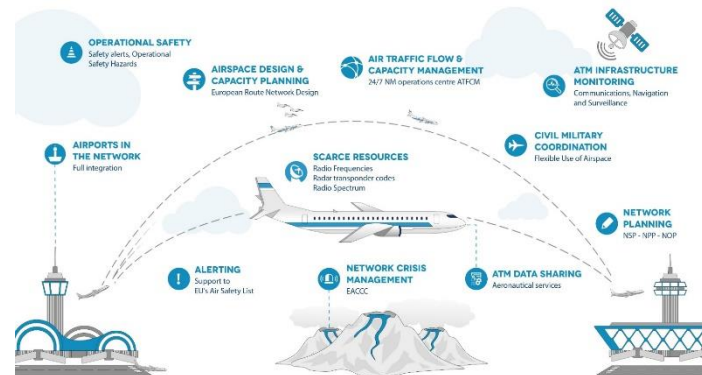 OPERATIONAL SAFETY
Safety alerts, Operational
Safety Hazards
AIRSPACE DESIGN &
CAPACITY PLANNING
European Route Network Design
AIR TRAFFIC FLOW &
CAPACITY MANAGEMENT
24/7 NM operations centre ATFCM
ATM INFRASTRUCTURE
MONITORING
Communications, Navigation
and Surveillance
AIRPORTS IN
THE NETWORK
Full integration
SCARCE RESOURCES
Radio Frequencies
Radar transponder codes
Radio Spectrum
CIVIL MILITARY
COORDINATION
Flexible Use of Airspace
NETWORK
PLANNING
NSP - NPP - NOP
ALERTING
Support to
EU's Air Safety List
NETWORK CRISIS
MANAGEMENT
EACCC
ATM DATA SHARING
Aeronautical services